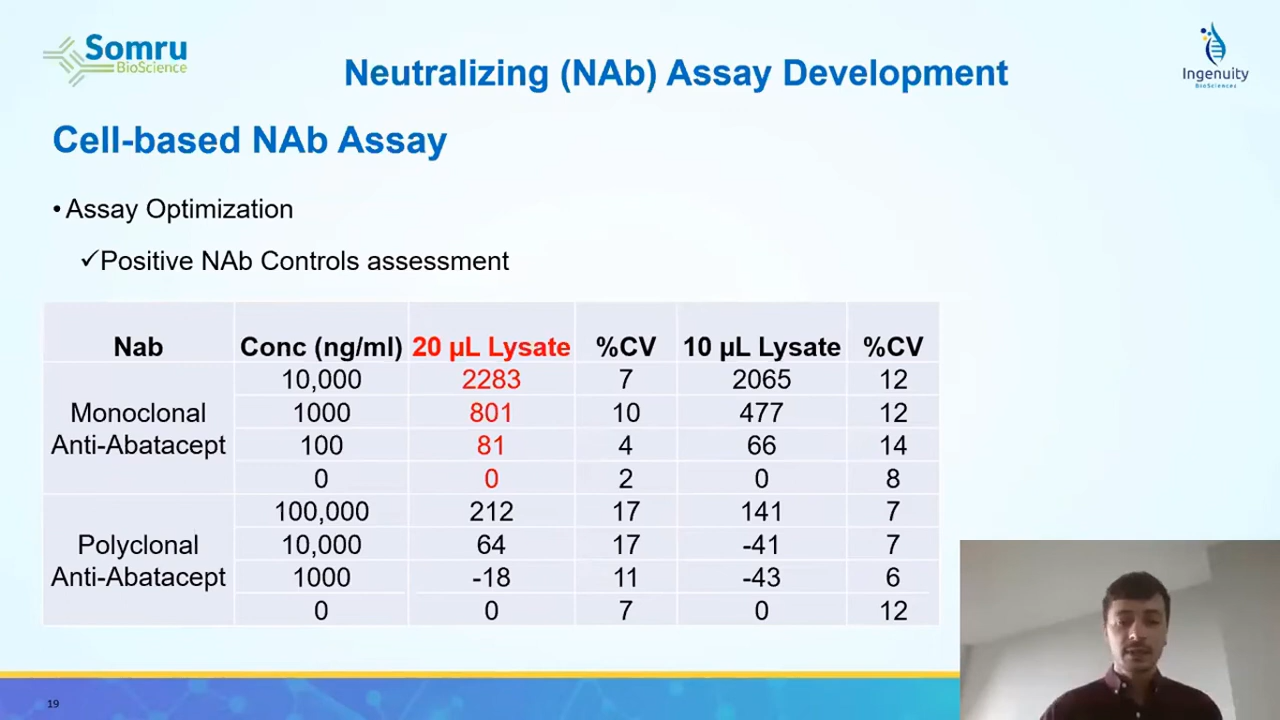 Somru
BioScience
Ingenuity
BioSciences
Neutralizing (NAb) Assay Development
Cell-based NAb Assay
• Assay Optimization
✓Positive NAb Controls assessment
Nab Conc (ng/ml) 20 µL Lysate %CV 10 µL Lysate %CV
Monoclonal Anti-Abatacept
10,000 2283 7 2065 12
1000 801 10 477 12
100 81 4 66 14
0 0 2 0 8
Polyclonal Anti-Abatacept
100,000 212 17 141 7
10,000 64 17 -41 7
1000 -18 11 -43 6
0 0 7 0 12
19